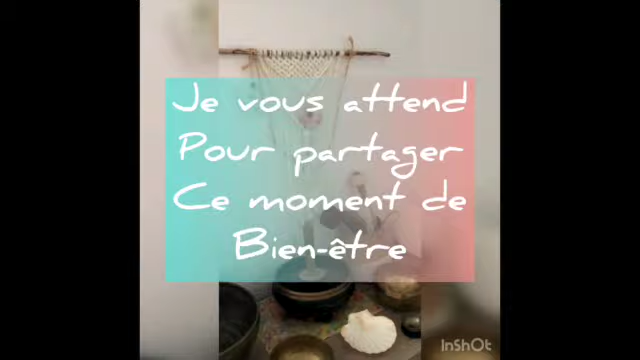 Je vous attend
Pour partager
Ce moment de
Bien-être
InShOt